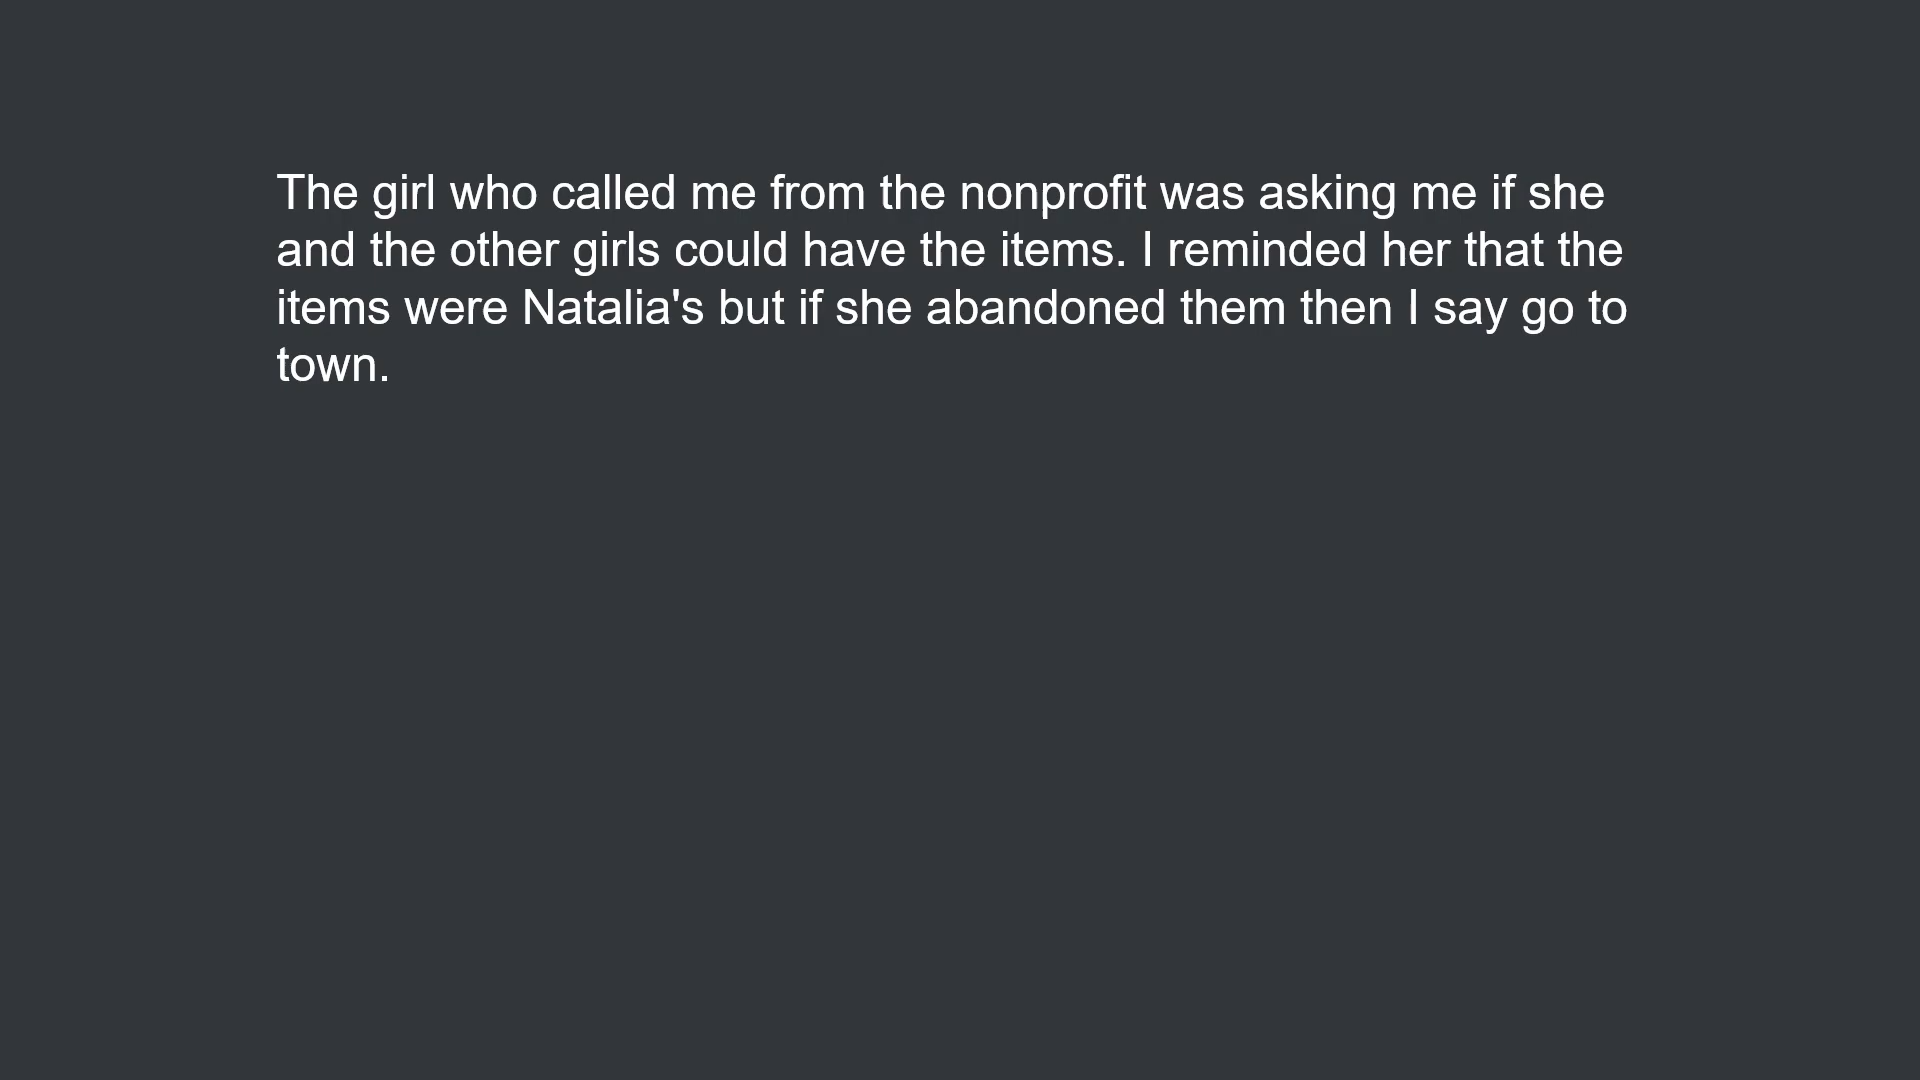 The girl who called me from the nonprofit was asking me if she
and the other girls could have the items. I reminded her that the
items were Natalia's but if she abandoned them then I say go to
town.